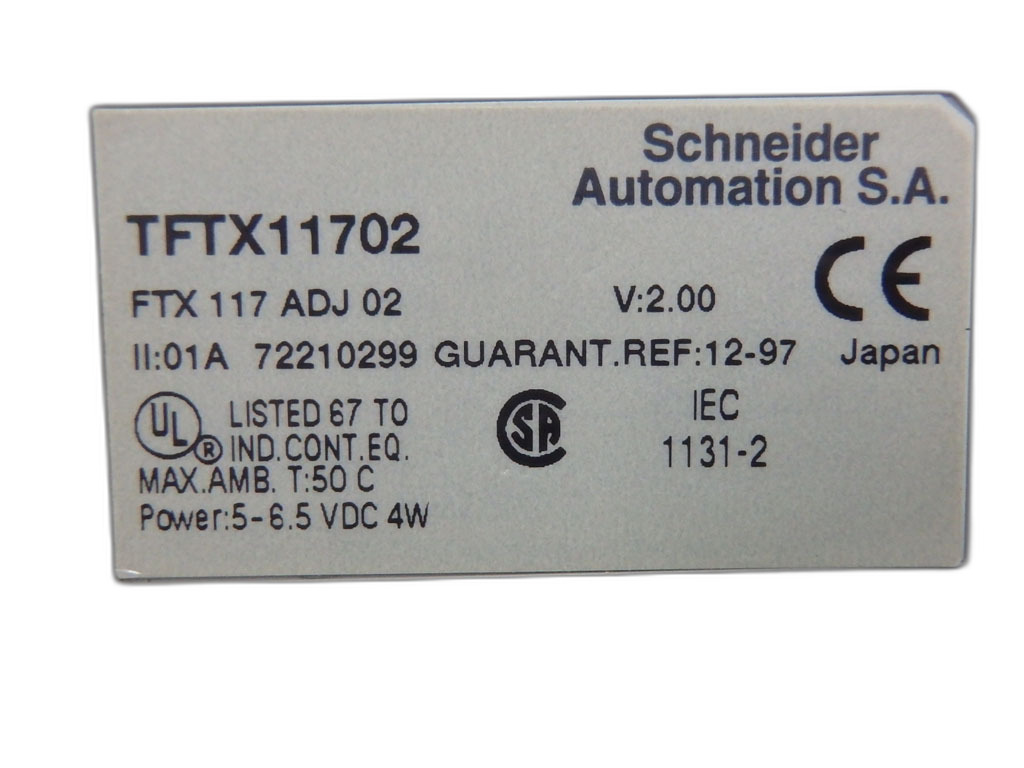 Schneider
Automation S.A.
TFTX11702
FTX 117 ADJ 02 V:2.00 CE
II:01A 72210299 GUARANT.REF:12-97 Japan
UL ® LISTED 67 TO
IND.CONT.EQ.
SA
IEC
1131-2
MAX.AMB. T:50 C
Power:5-6.5 VDC 4W